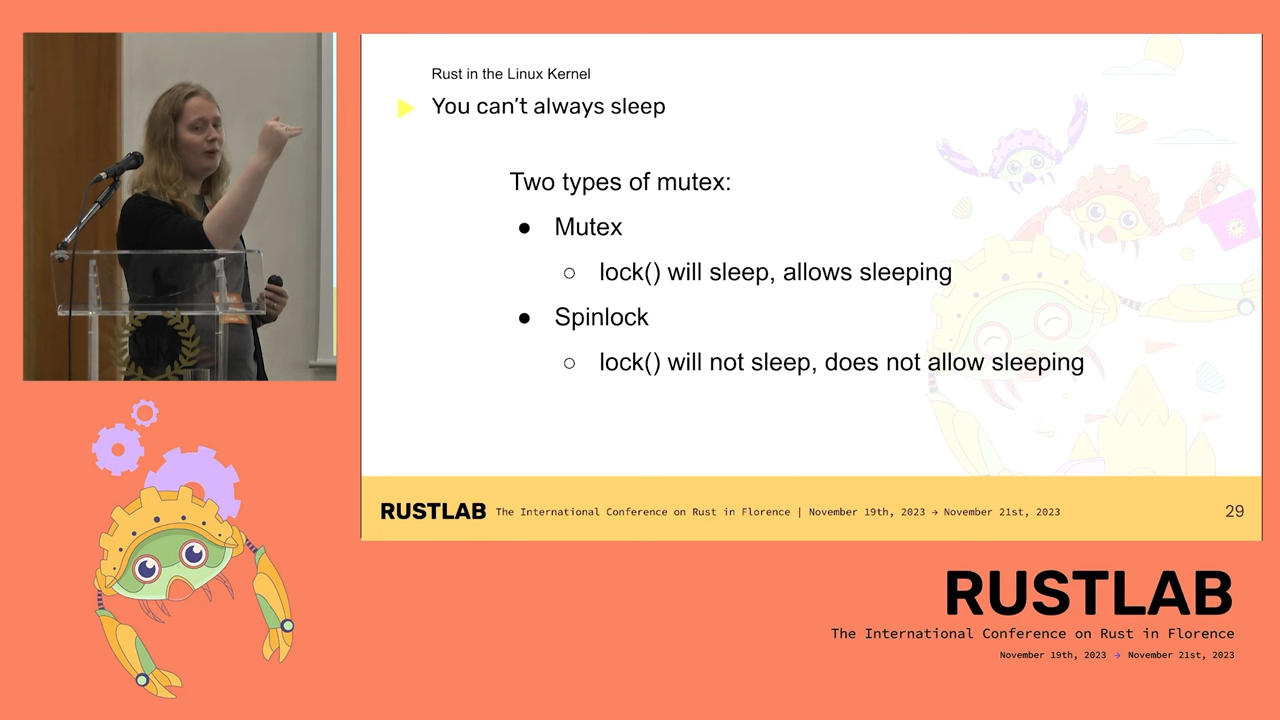 Rust in the Linux Kernel
You can't always sleep
Two types of mutex:
● Mutex
○ lock() will sleep, allows sleeping
● Spinlock
○ lock() will not sleep, does not allow sleeping
RUSTLAB The International Conference on Rust in Florence | November 19th, 2023 → November 21st, 2023
29
RUSTLAB
The International Conference on Rust in Florence
November 19th, 2023 → November 21st, 2023